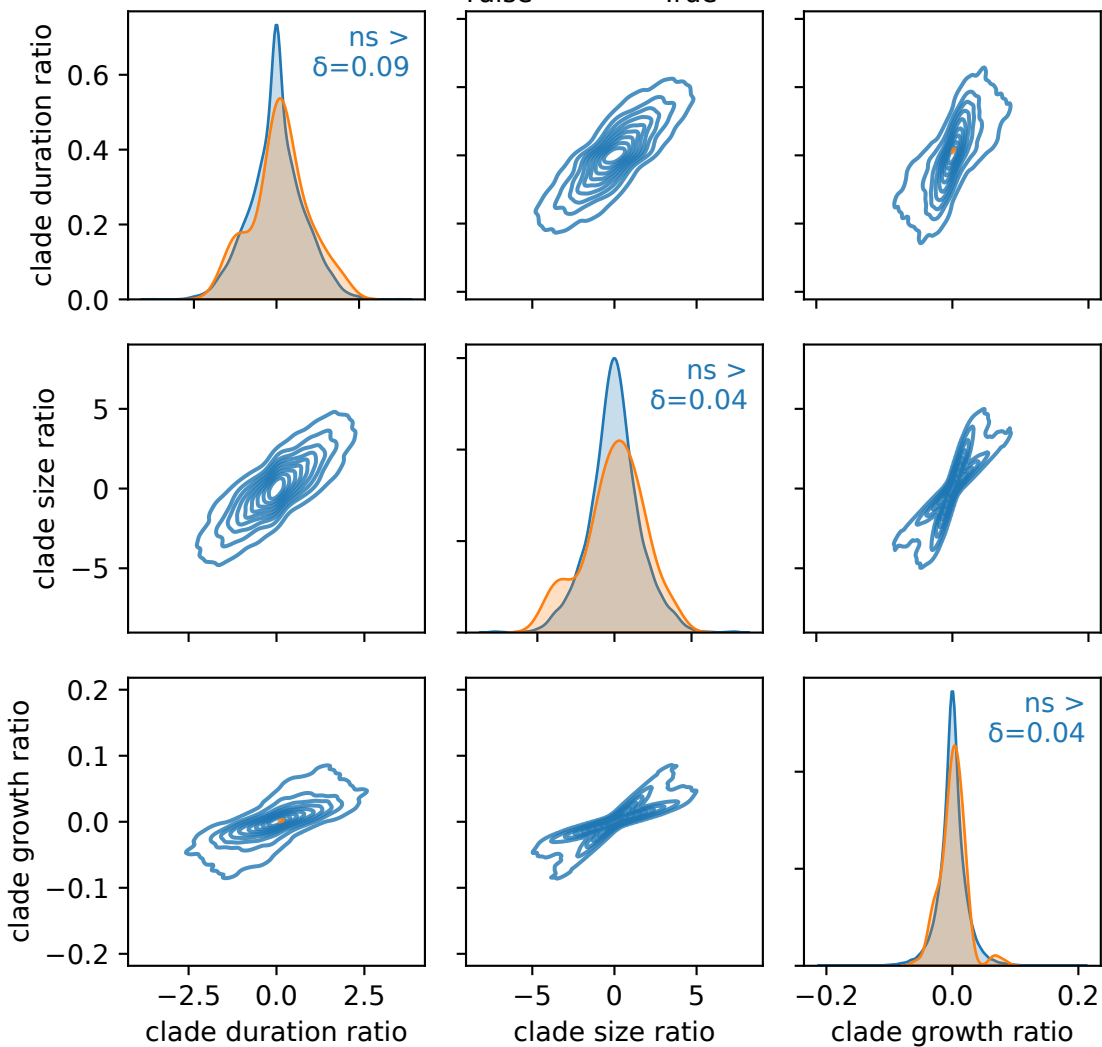 clade duration ratio
0.6
0.4
0.2
0.0
ns >
δ=0.09
clade size ratio
5
0
−5
ns >
δ=0.04
clade growth ratio
0.2
0.1
0.0
−0.1
−0.2
ns >
δ=0.04
−2.5 0.0 2.5
−5 0 5
−0.2 0.0 0.2
clade duration ratio
clade size ratio
clade growth ratio